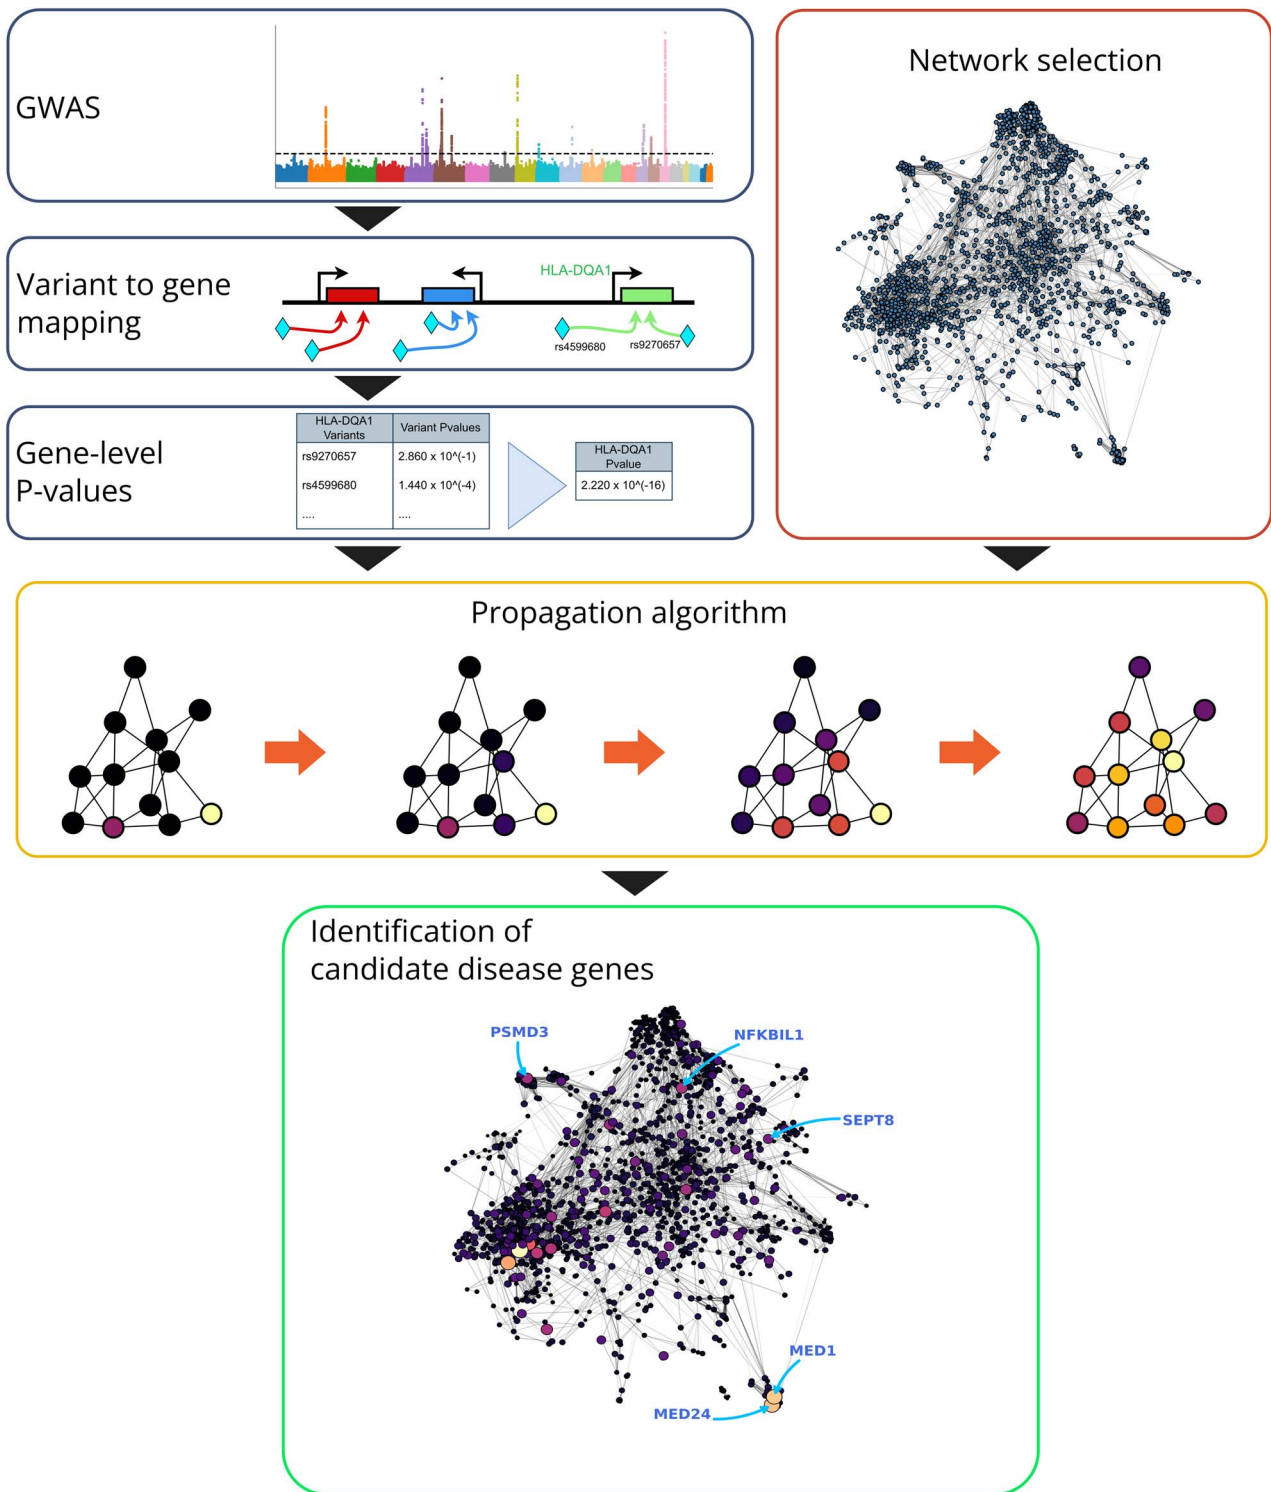 GWAS
Network selection
Variant to gene
mapping
HLA-DQA1
rs4599680
rs9270657
Gene-level
P-values
HLA-DQA1
Variants
Variant Pvalues
rs9270657
2.860 x 10^(-1)
rs4599680
1.440 x 10^(-4)
....
....
HLA-DQA1
Pvalue
2.220 x 10^(-16)
Propagation algorithm
Identification of
candidate disease genes
PSMD3
NFKBIL1
SEPT8
MED1
MED24